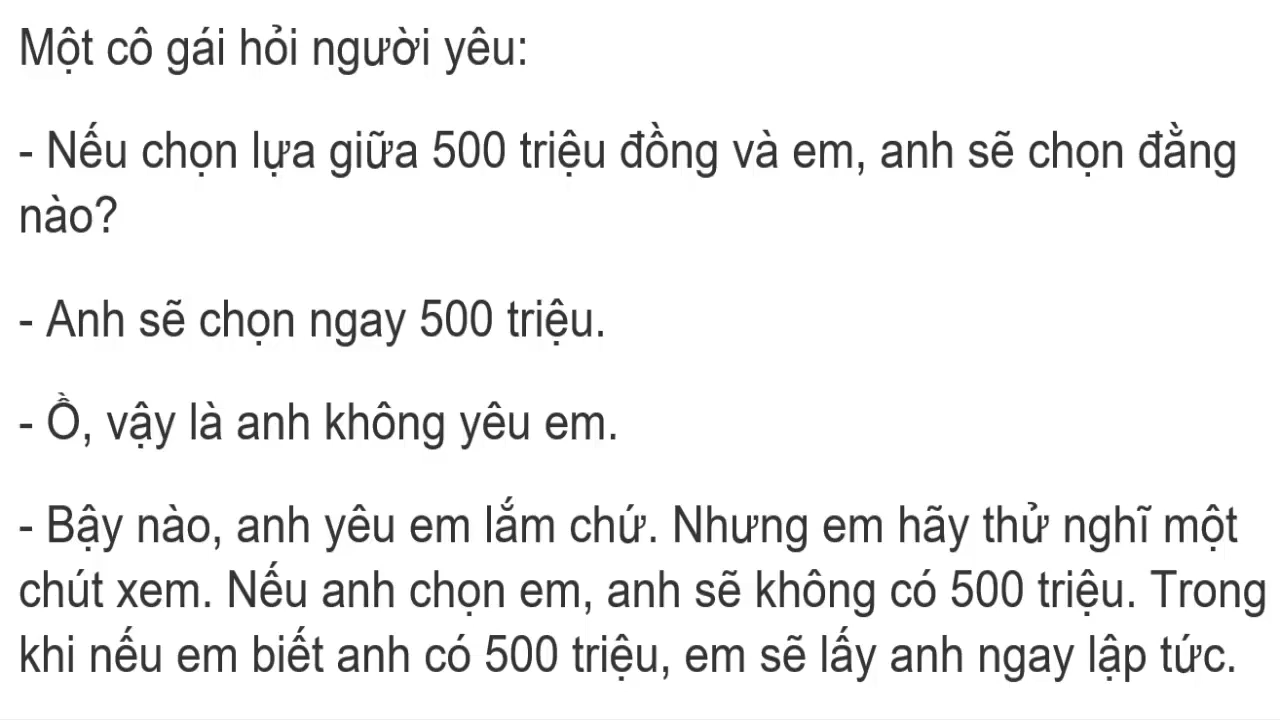 Một cô gái hỏi người yêu:
- Nếu chọn lựa giữa 500 triệu đồng và em, anh sẽ chọn đằng
nào?
- Anh sẽ chọn ngay 500 triệu.
- Ồ, vậy là anh không yêu em.
- Bậy nào, anh yêu em lắm chứ. Nhưng em hãy thử nghĩ một
chút xem. Nếu anh chọn em, anh sẽ không có 500 triệu. Trong
khi nếu em biết anh có 500 triệu, em sẽ lấy anh ngay lập tức.